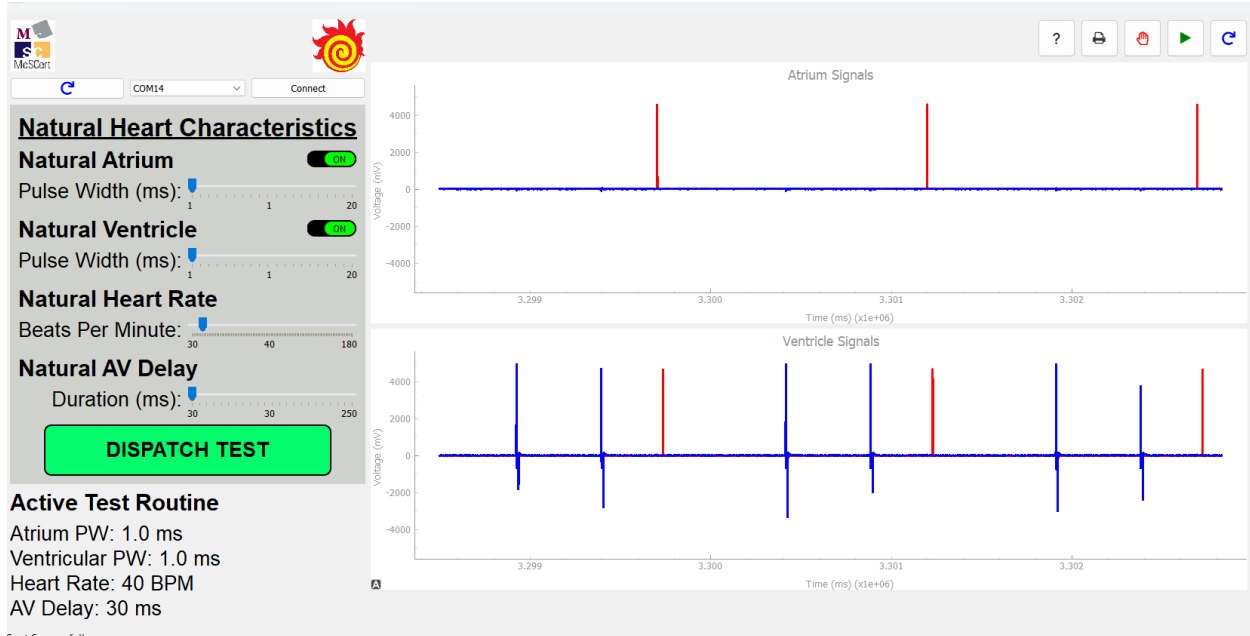 M
S C
McSCert
COM14
Connect
Natural Heart Characteristics
Natural Atrium
ON
Pulse Width (ms):
1 1 20
Natural Ventricle
ON
Pulse Width (ms):
1 1 20
Natural Heart Rate
Beats Per Minute:
30 40 180
Natural AV Delay
Duration (ms):
30 30 250
DISPATCH TEST
Active Test Routine
Atrium PW: 1.0 ms
Ventricular PW: 1.0 ms
Heart Rate: 40 BPM
AV Delay: 30 ms
?
Atrium Signals
Voltage (mV)
4000
2000
0
-2000
-4000
3.299 3.300 3.301 3.302
Time (ms) (x1e+06)
Ventricle Signals
Voltage (mV)
4000
2000
0
-2000
-4000
3.299 3.300 3.301 3.302
Time (ms) (x1e+06)
A